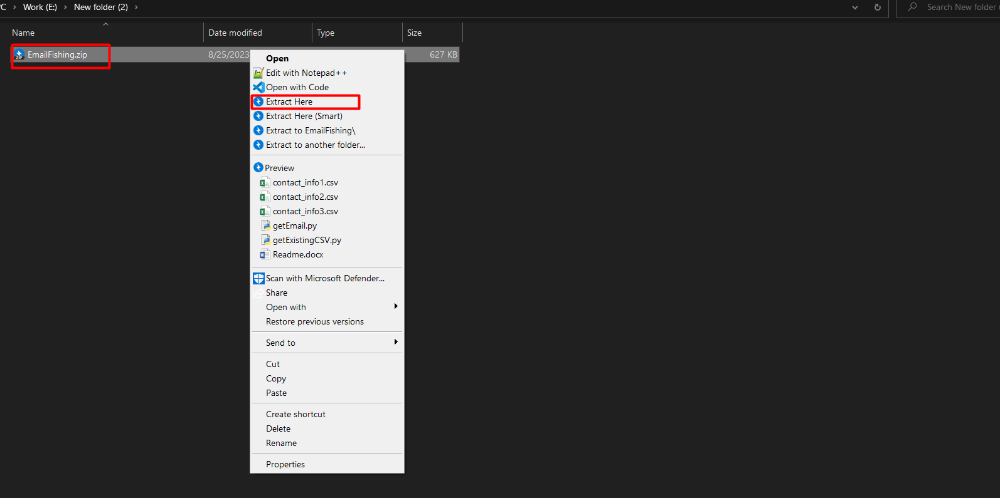 PC > Work (E:) > New folder (2) >
Search New folder
Name Date modified Type Size
EmailFishing.zip 8/25/2023 627 KB
ZIP
Open
Edit with Notepad++
Open with Code
Extract Here
Extract Here (Smart)
Extract to EmailFishing\
Extract to another folder...
Preview
contact_info1.csv
contact_info2.csv
contact_info3.csv
getEmail.py
getExistingCSV.py
Readme.docx
Scan with Microsoft Defender...
Share
Open with
Restore previous versions
Send to
Cut
Copy
Paste
Create shortcut
Delete
Rename
Properties